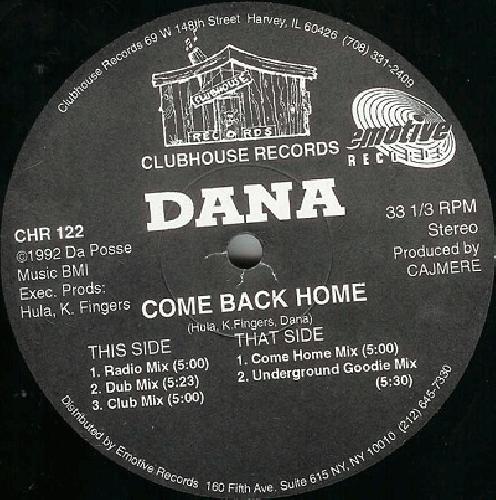 Clubhouse Records 69 W 148th Street Harvey, IL 60426 (708) 331-2409
CLUBHOUSE
RECORDS
CLUBHOUSE RECORDS
emotive
RECORDS
DANA
CHR 122
©1992 Da Posse
Music BMI
Exec. Prods:
Hula, K. Fingers
33 1/3 RPM
Stereo
Produced by
CAJMERE
COME BACK HOME
(Hula, K.Fingers, Dana)
THIS SIDE
1. Radio Mix (5:00)
2. Dub Mix (5:23)
3. Club Mix (5:00)
THAT SIDE
1. Come Home Mix (5:00)
2. Underground Goodie Mix
(5:30)
Distributed by Emotive Records 160 Fifth Ave. Suite 615 NY, NY 10010 (212) 645-7330